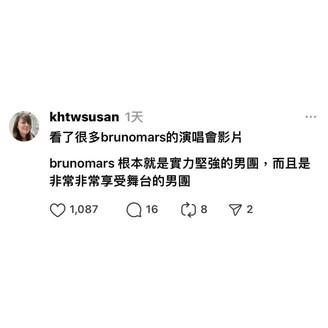 khtwsusan 1天
看了很多brunomars的演唱會影片
brunomars 根本就是實力堅強的男團，而且是
非常非常享受舞台的男團
1,087 16 8 2